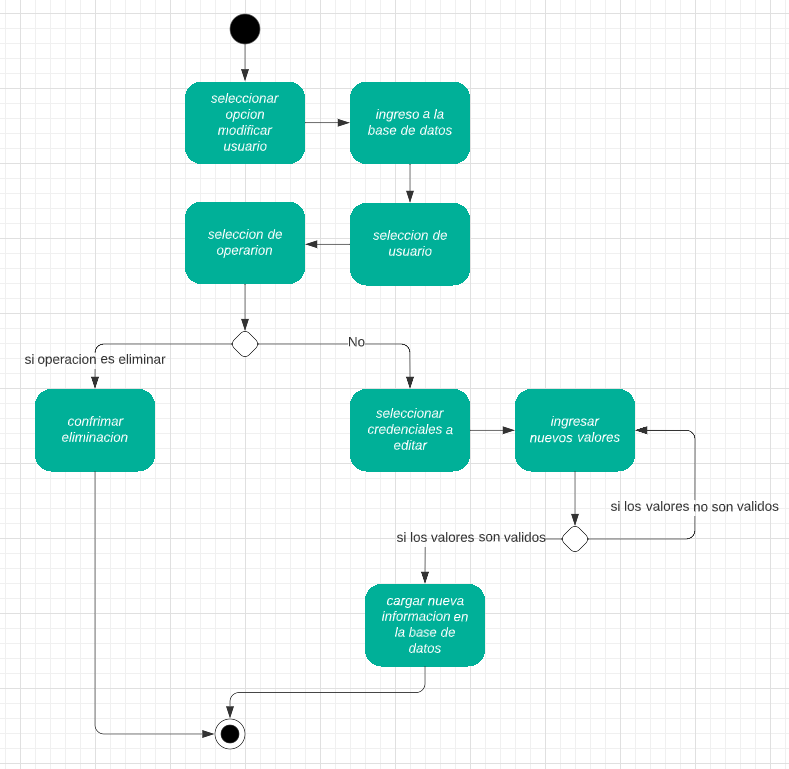 seleccionar
opcion
modificar
usuario
ingreso a la
base de datos
seleccion de
operarion
seleccion de
usuario
No
si operacion es eliminar
confrimar
eliminacion
seleccionar
credenciales a
editar
ingresar
nuevos valores
si los valores no son validos
si los valores son validos
cargar nueva
informacion en
la base de
datos